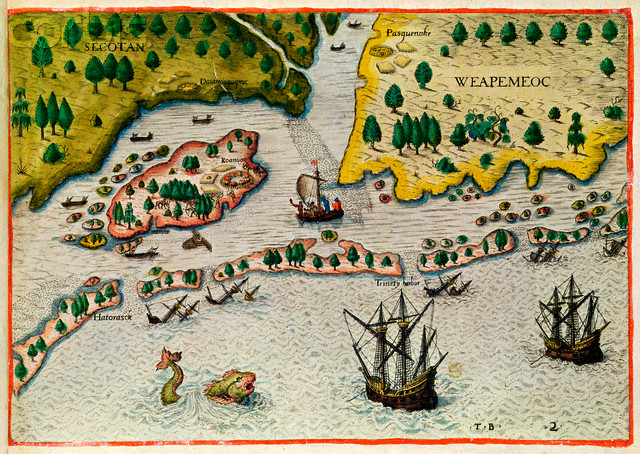 SECOTAN
Pasquenoke
WEAPEMEOC
Roanoac
Trinety harbor
Hatorasck
T B
2